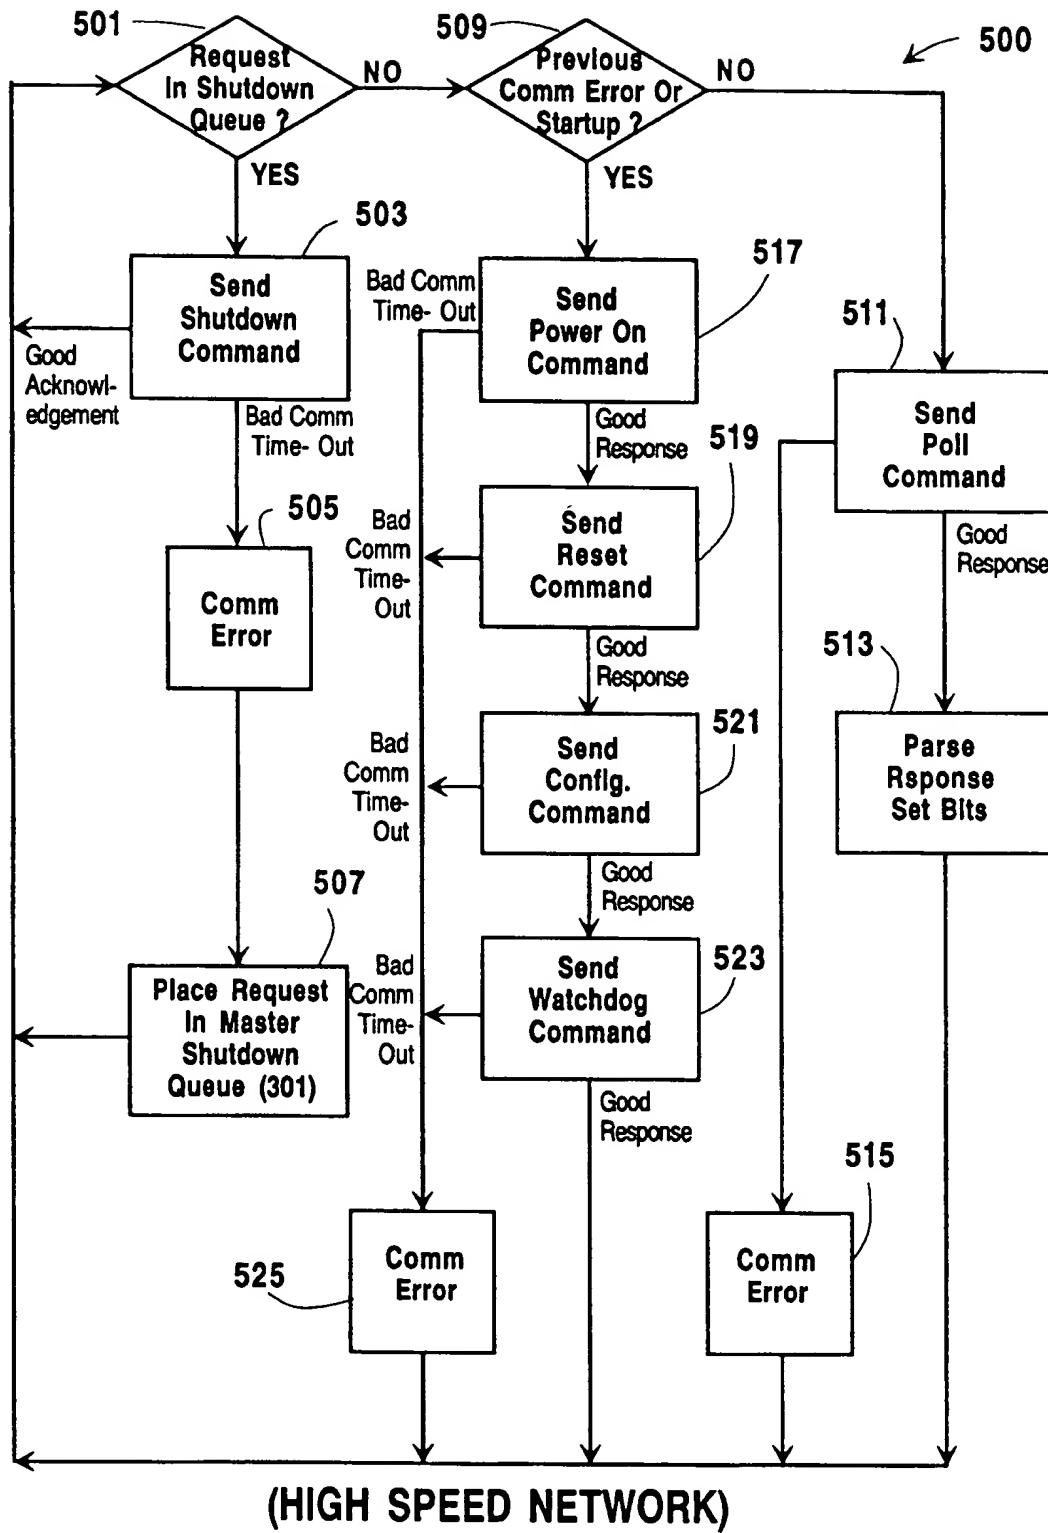 501
509
500
Request
In Shutdown
Queue ?
NO
Previous
Comm Error Or
Startup ?
NO
YES
YES
503
517
511
Send
Shutdown
Command
Good
Acknowl-
edgement
Bad Comm
Time- Out
505
Comm
Error
507
Place Request
In Master
Shutdown
Queue (301)
Bad Comm
Time- Out
Send
Power On
Command
Good
Response
519
Send
Reset
Command
Bad
Comm
Time-
Out
Good
Response
521
Send
Config.
Command
Bad
Comm
Time-
Out
Good
Response
523
Send
Watchdog
Command
Bad
Comm
Time-
Out
Good
Response
525
Comm
Error
Send
Poll
Command
Good
Response
513
Parse
Rsponse
Set Bits
515
Comm
Error
(HIGH SPEED NETWORK)